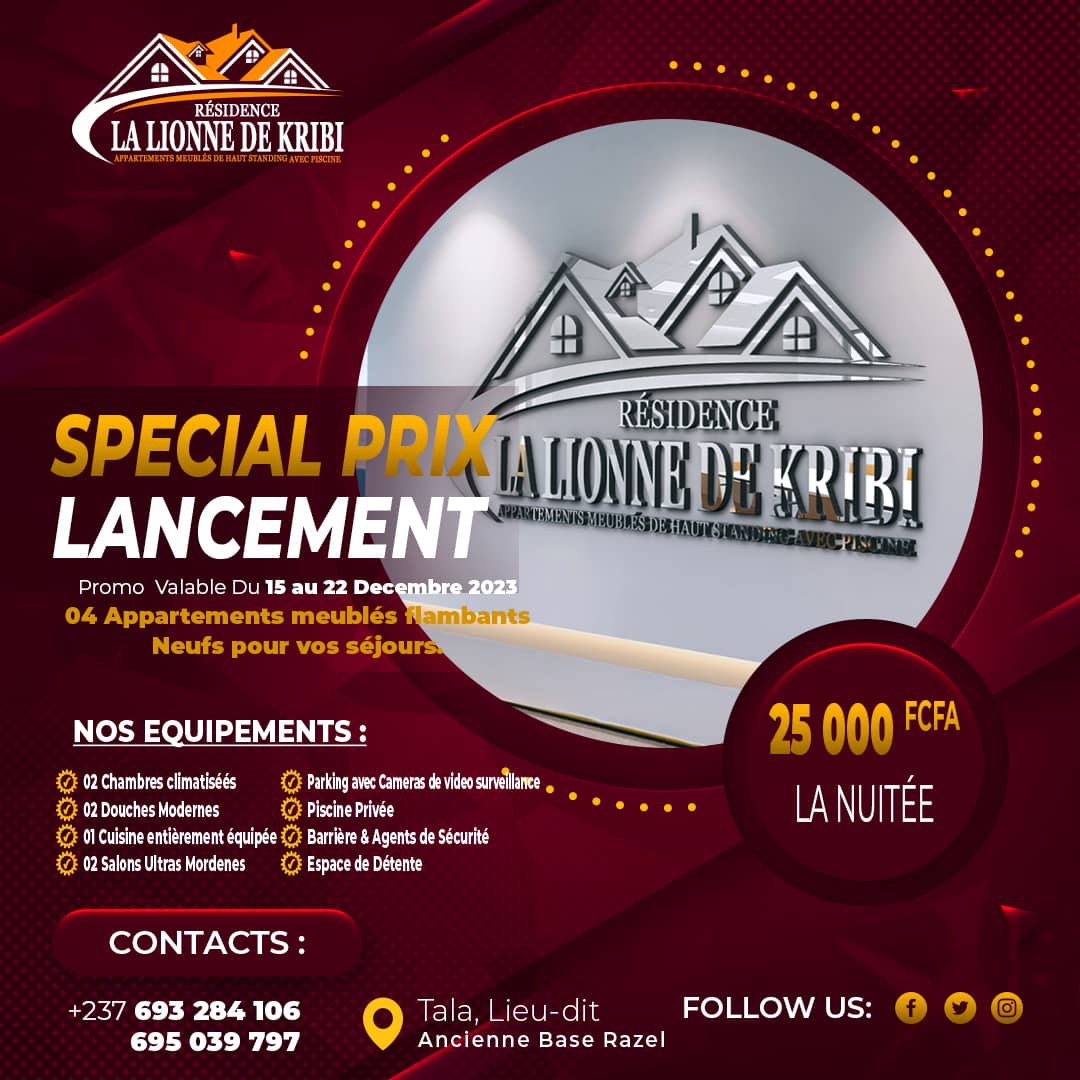 RÉSIDENCE
LA LIONNE DE KRIBI
APPARTEMENTS MEUBLÉS DE HAUT STANDING AVEC PISCINE
RÉSIDENCE
LA LIONNE DE KRIBI
APPARTEMENTS MEUBLÉS DE HAUT STANDING AVEC PISCINE
SPECIAL PRIX
LANCEMENT
Promo Valable Du 15 au 22 Decembre 2023
04 Appartements meublés flambants
Neufs pour vos séjours.
25 000 FCFA
LA NUITÉE
NOS EQUIPEMENTS :
02 Chambres climatiséés
02 Douches Modernes
01 Cuisine entièrement équipée
02 Salons Ultras Mordenes
Parking avec Cameras de video surveillance
Piscine Privée
Barrière & Agents de Sécurité
Espace de Détente
CONTACTS :
+237 693 284 106
695 039 797
Tala, Lieu-dit
Ancienne Base Razel
FOLLOW US: